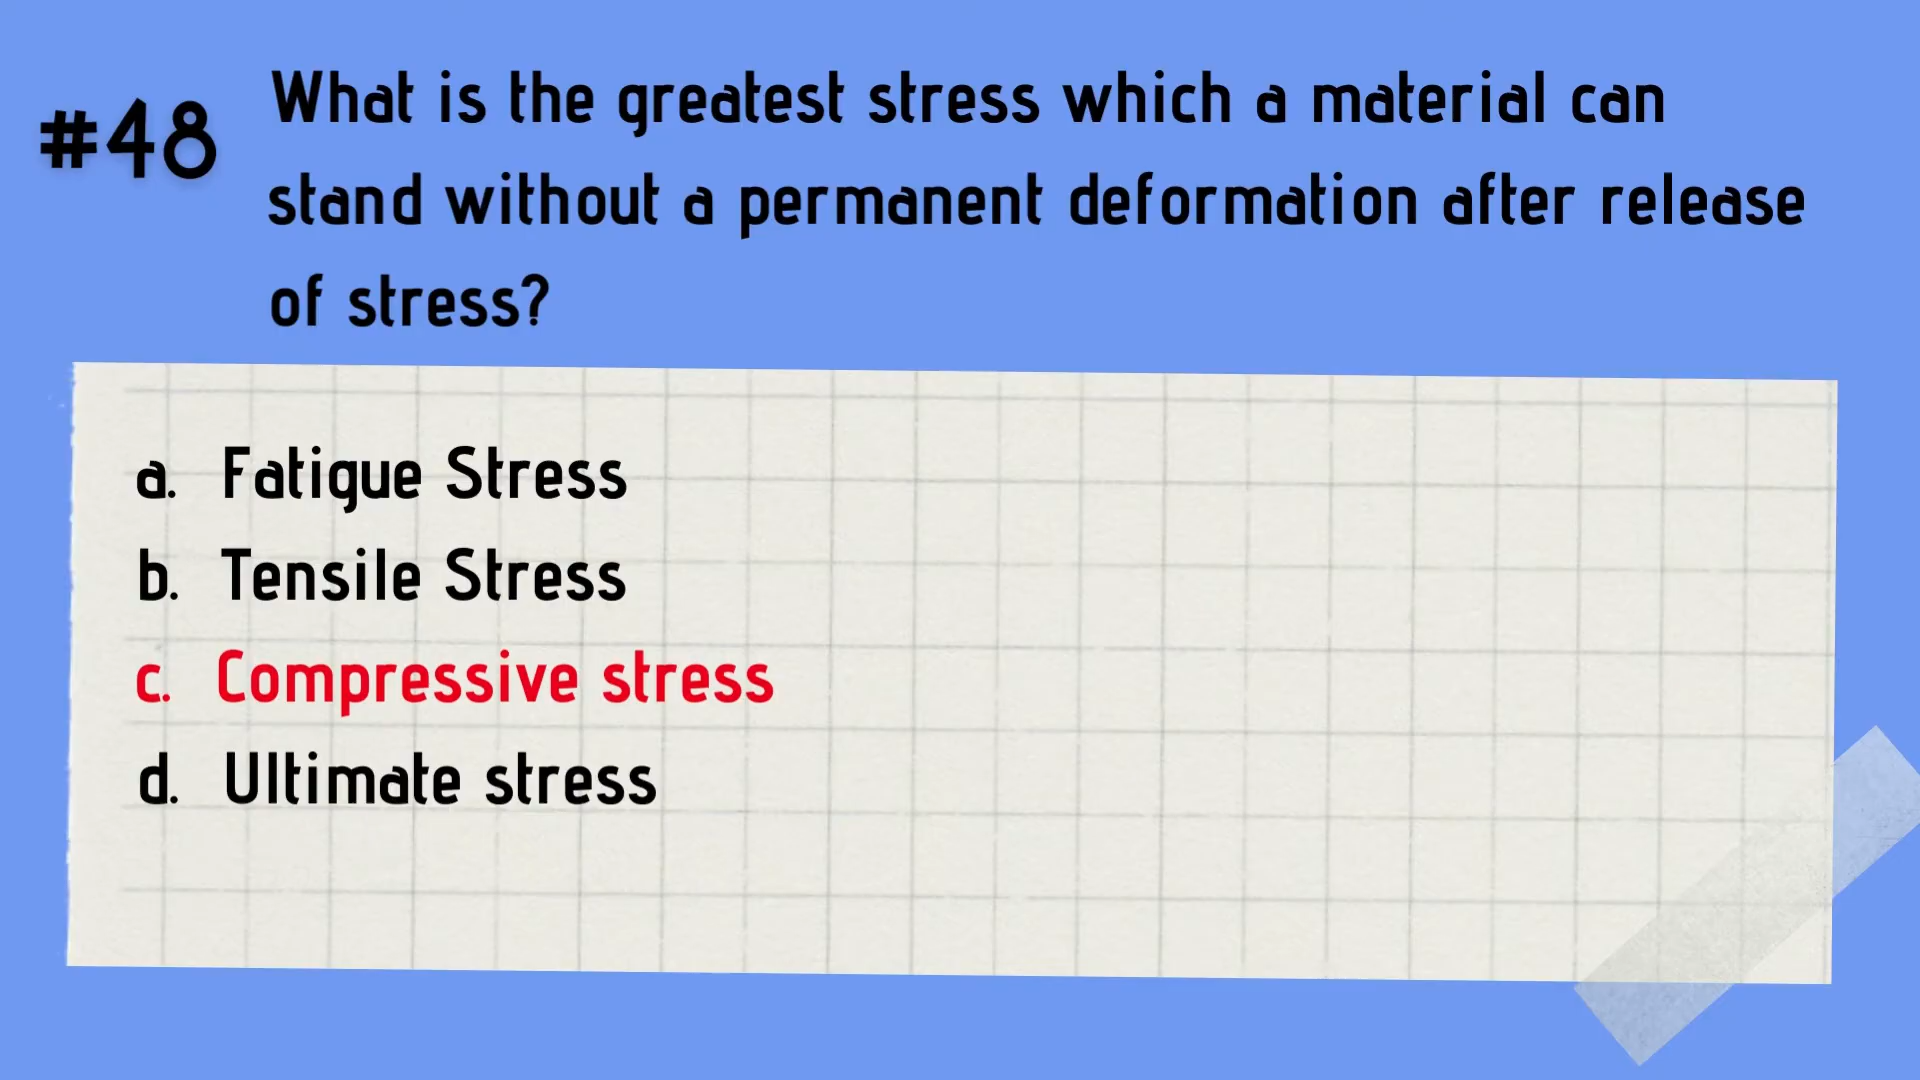 #48
What is the greatest stress which a material can
stand without a permanent deformation after release
of stress?
a. Fatigue Stress
b. Tensile Stress
c. Compressive stress
d. Ultimate stress